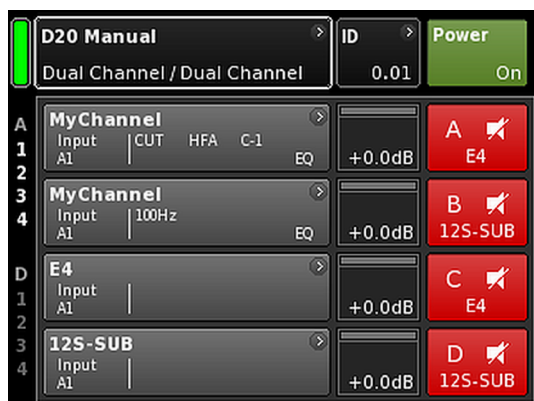 D20 Manual
Dual Channel / Dual Channel
ID
0.01
Power
On
A
1
2
3
4
D
1
2
3
4
MyChannel
Input
A1
CUT HFA C-1
EQ
+0.0dB
A
E4
MyChannel
Input
A1
100Hz
EQ
+0.0dB
B
12S-SUB
E4
Input
A1
+0.0dB
C
E4
12S-SUB
Input
A1
+0.0dB
D
12S-SUB